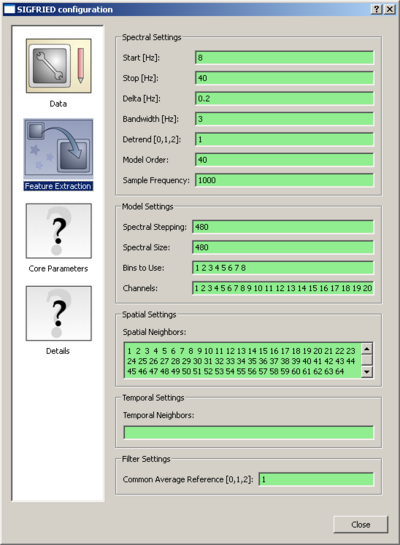 SIGFRIED configuration
Data
Feature Extraction
Core Parameters
Details
Spectral Settings
Start [Hz]: 8
Stop [Hz]: 40
Delta [Hz]: 0.2
Bandwidth [Hz]: 3
Detrend [0,1,2]: 1
Model Order: 40
Sample Frequency: 1000
Model Settings
Spectral Stepping: 480
Spectral Size: 480
Bins to Use: 1 2 3 4 5 6 7 8
Channels: 1 2 3 4 5 6 7 8 9 10 11 12 13 14 15 16 17 18 19 20
Spatial Settings
Spatial Neighbors:
1 2 3 4 5 6 7 8 9 10 11 12 13 14 15 16 17 18 19 20 21 22 23
24 25 26 27 28 29 30 31 32 33 34 35 36 37 38 39 40 41 42 43 44
45 46 47 48 49 50 51 52 53 54 55 56 57 58 59 60 61 62 63 64
Temporal Settings
Temporal Neighbors:
Filter Settings
Common Average Reference [0,1,2]: 1
Close